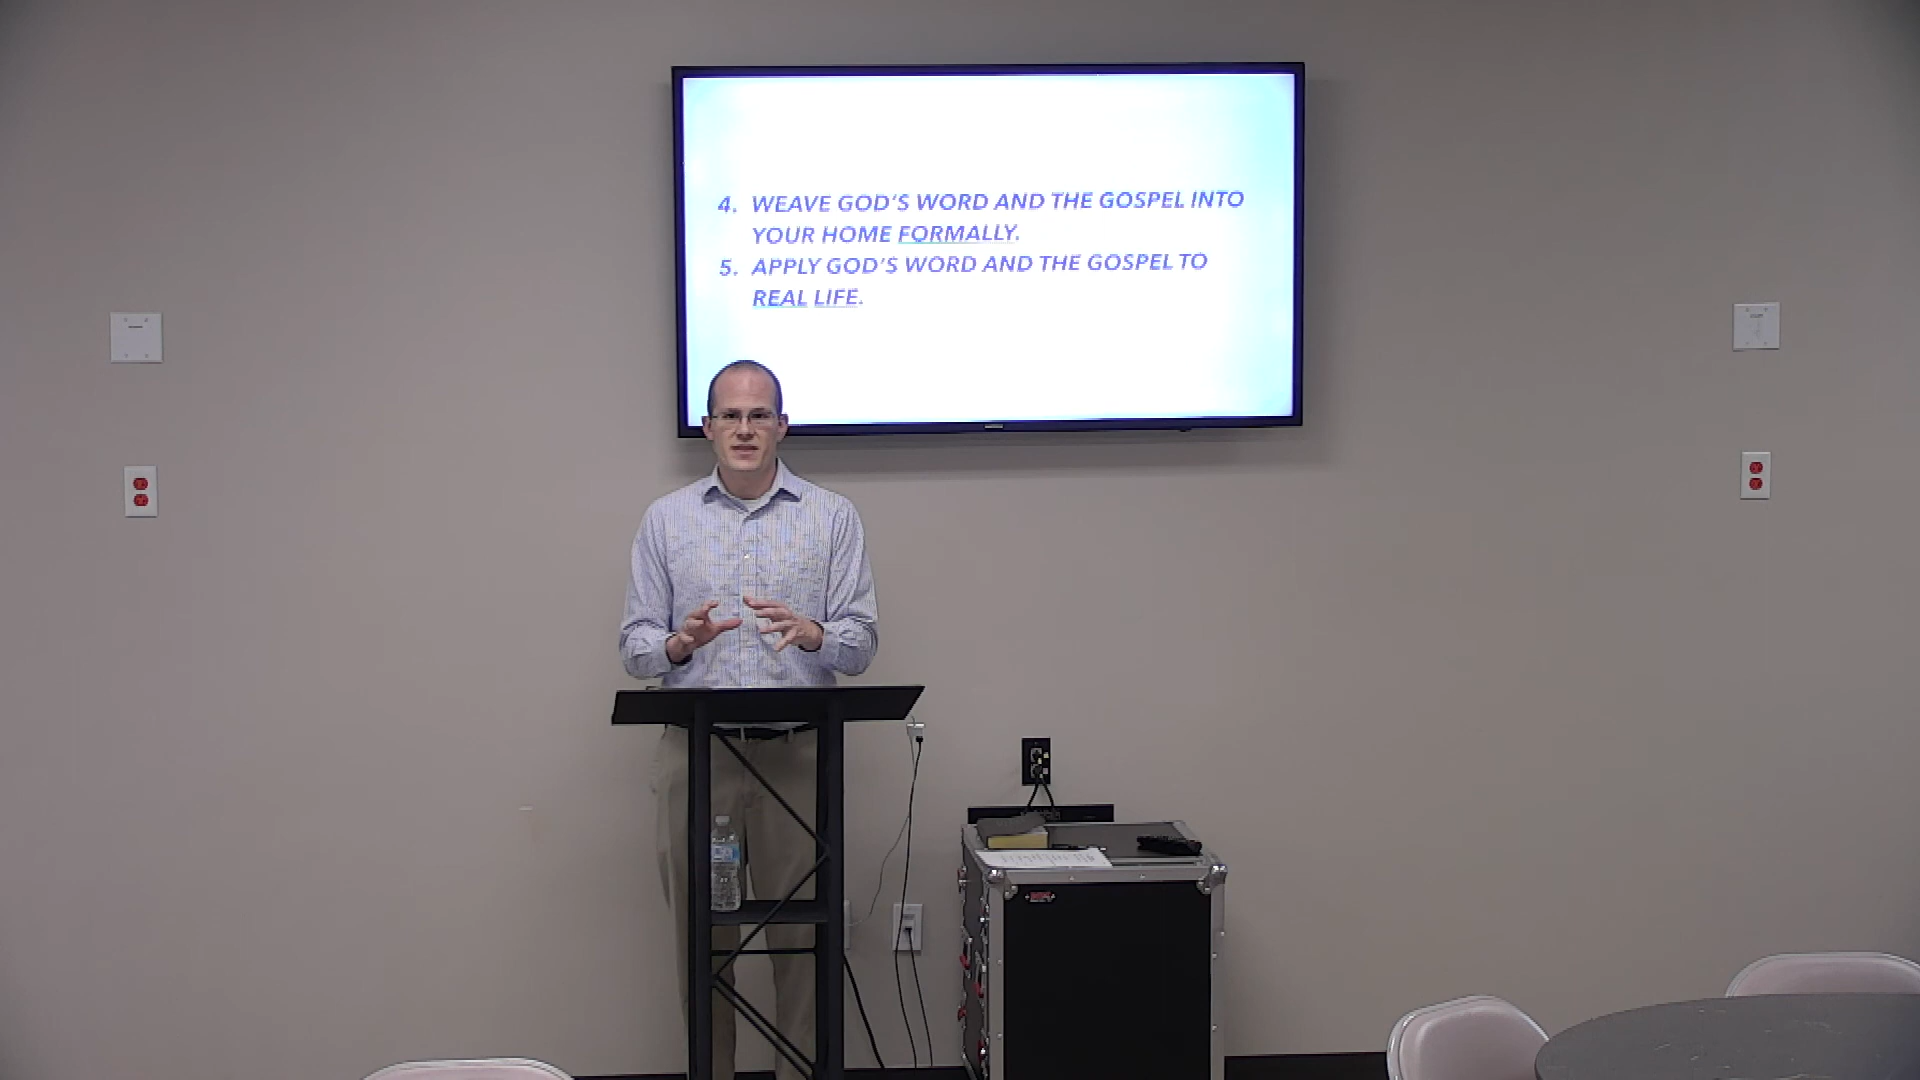 4. WEAVE GOD'S WORD AND THE GOSPEL INTO
YOUR HOME FORMALLY.
5. APPLY GOD'S WORD AND THE GOSPEL TO
REAL LIFE.